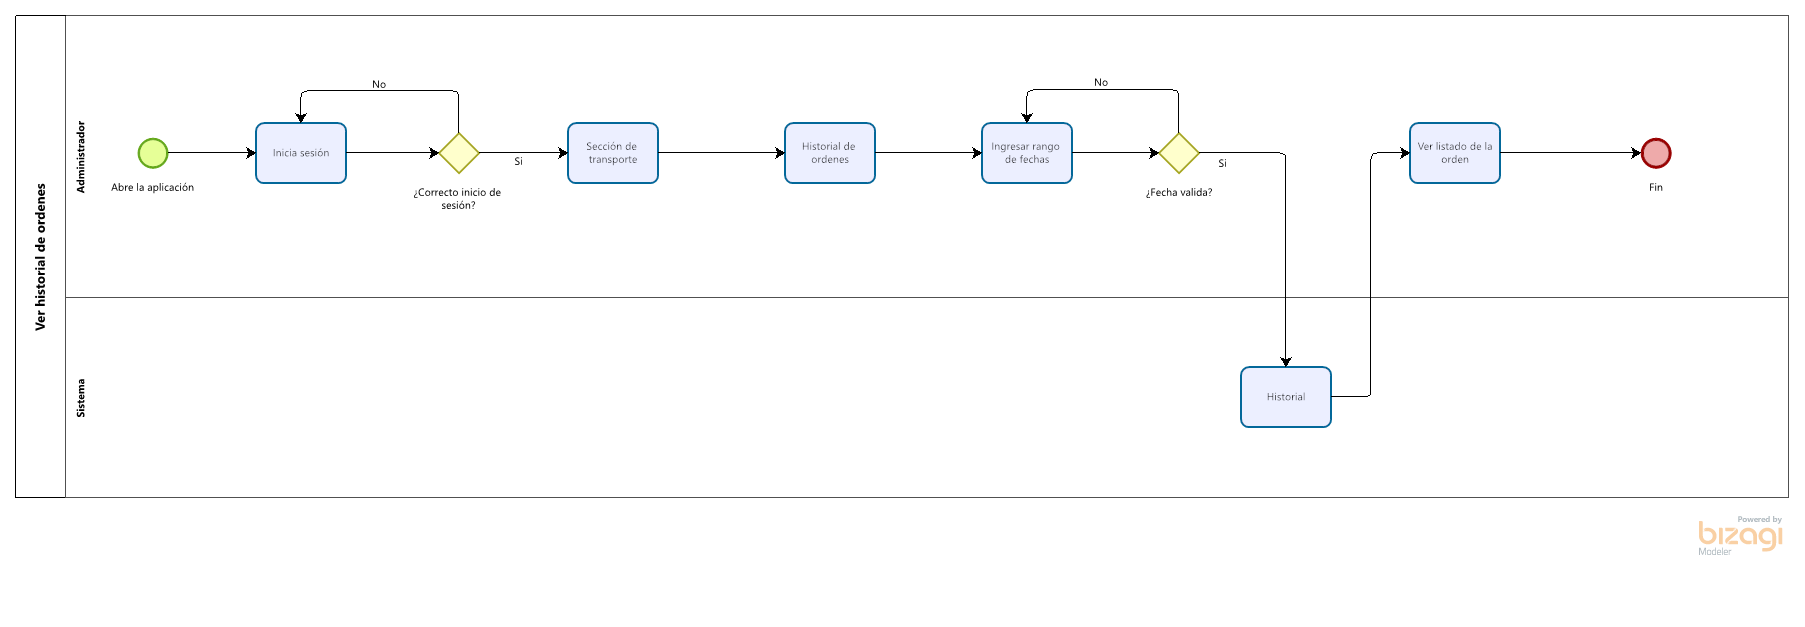 Ver historial de ordenes
Administrador
Abre la aplicación
Inicia sesión
No
¿Correcto inicio de
sesión?
Si
Sección de
transporte
Historial de
ordenes
Ingresar rango
de fechas
No
¿Fecha valida?
Si
Ver listado de la
orden
Fin
Sistema
Historial
Powered by
bizagi
Modeler